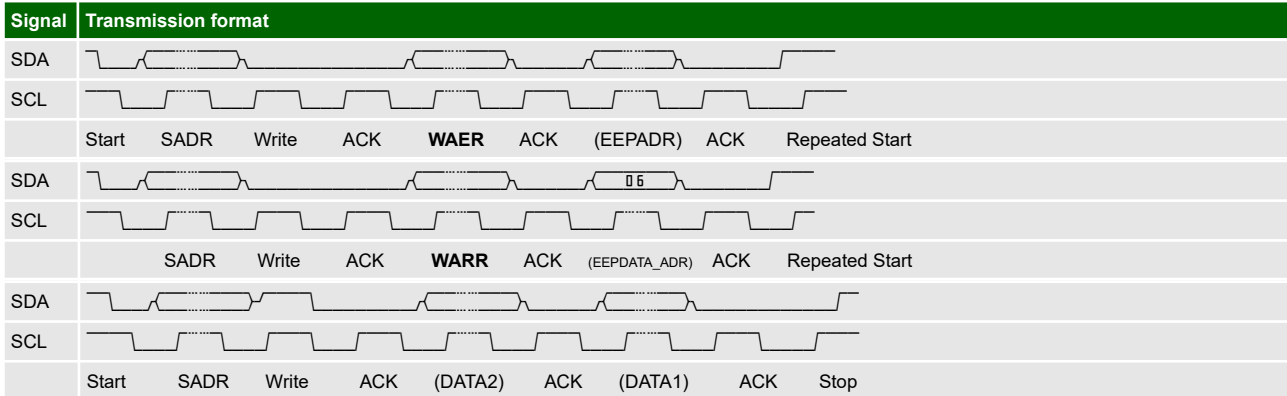 Signal Transmission format
SDA
SCL
Start SADR Write ACK WAER ACK (EEPADR) ACK Repeated Start
SDA 06
SCL
SADR Write ACK WARR ACK (EEPDATA_ADR) ACK Repeated Start
SDA
SCL
Start SADR Write ACK (DATA2) ACK (DATA1) ACK Stop